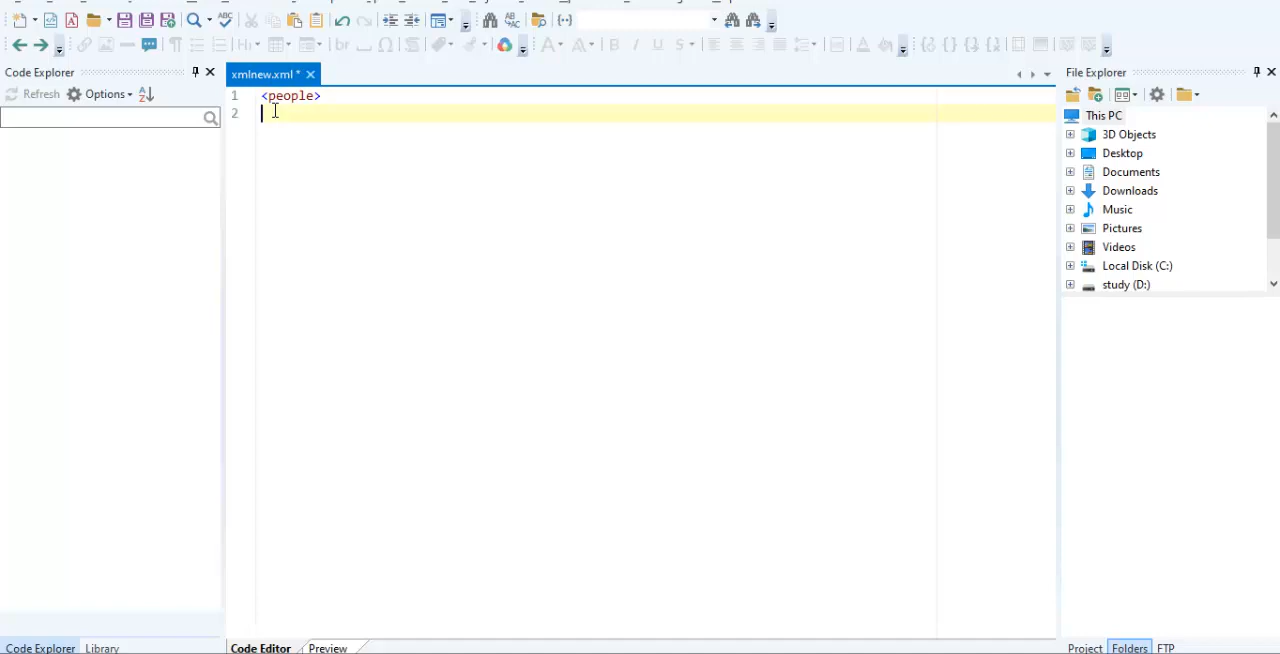 Code Explorer
Refresh Options
xmlnew.xml *
1 <people>
2
File Explorer
This PC
3D Objects
Desktop
Documents
Downloads
Music
Pictures
Videos
Local Disk (C:)
study (D:)
Code Explorer Library
Code Editor Preview
Project Folders FTP